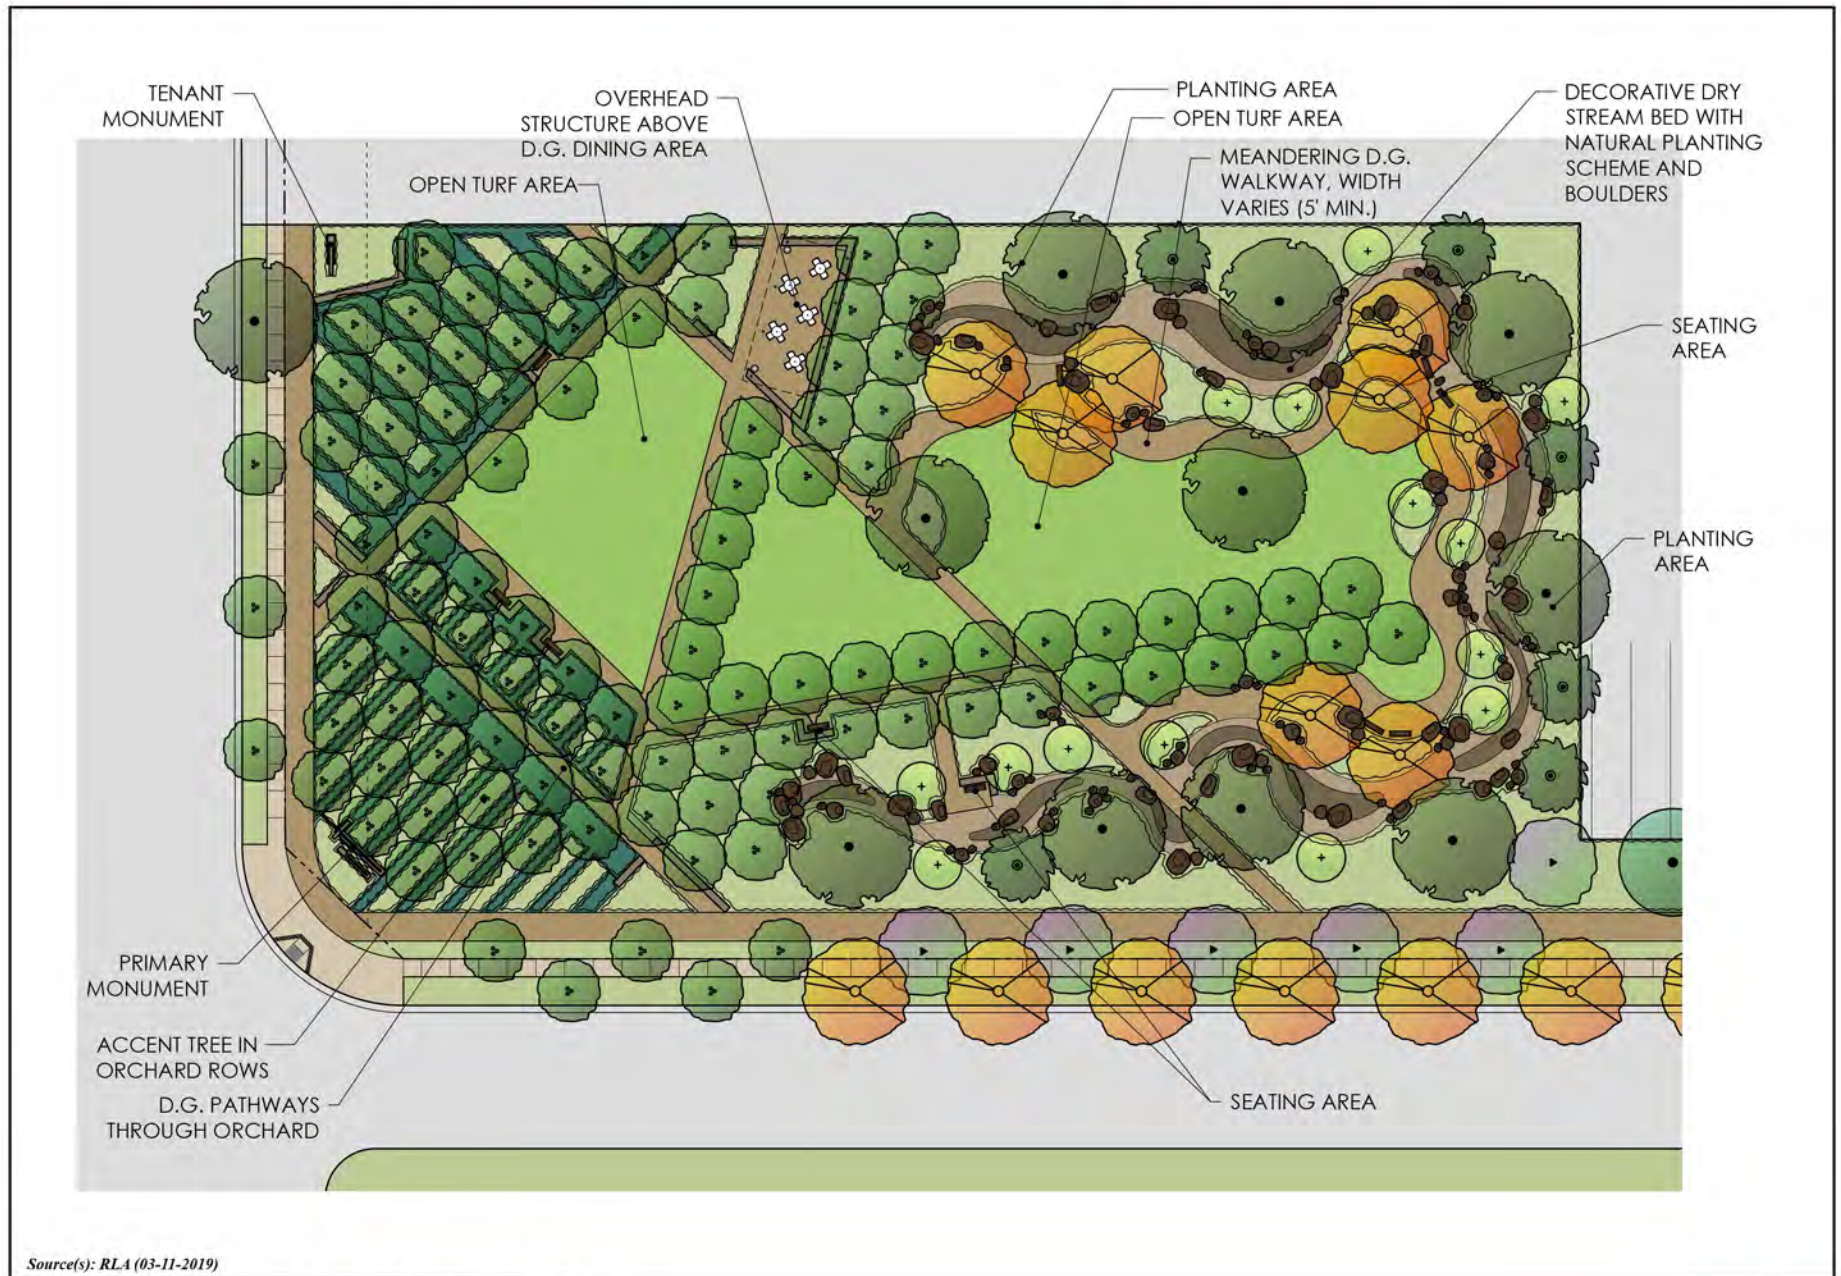 TENANT
MONUMENT
OVERHEAD
STRUCTURE ABOVE
D.G. DINING AREA
OPEN TURF AREA
PLANTING AREA
OPEN TURF AREA
MEANDERING D.G.
WALKWAY, WIDTH
VARIES (5' MIN.)
DECORATIVE DRY
STREAM BED WITH
NATURAL PLANTING
SCHEME AND
BOULDERS
SEATING
AREA
PLANTING
AREA
PRIMARY
MONUMENT
ACCENT TREE IN
ORCHARD ROWS
D.G. PATHWAYS
THROUGH ORCHARD
SEATING AREA
Source(s): RLA (03-11-2019)